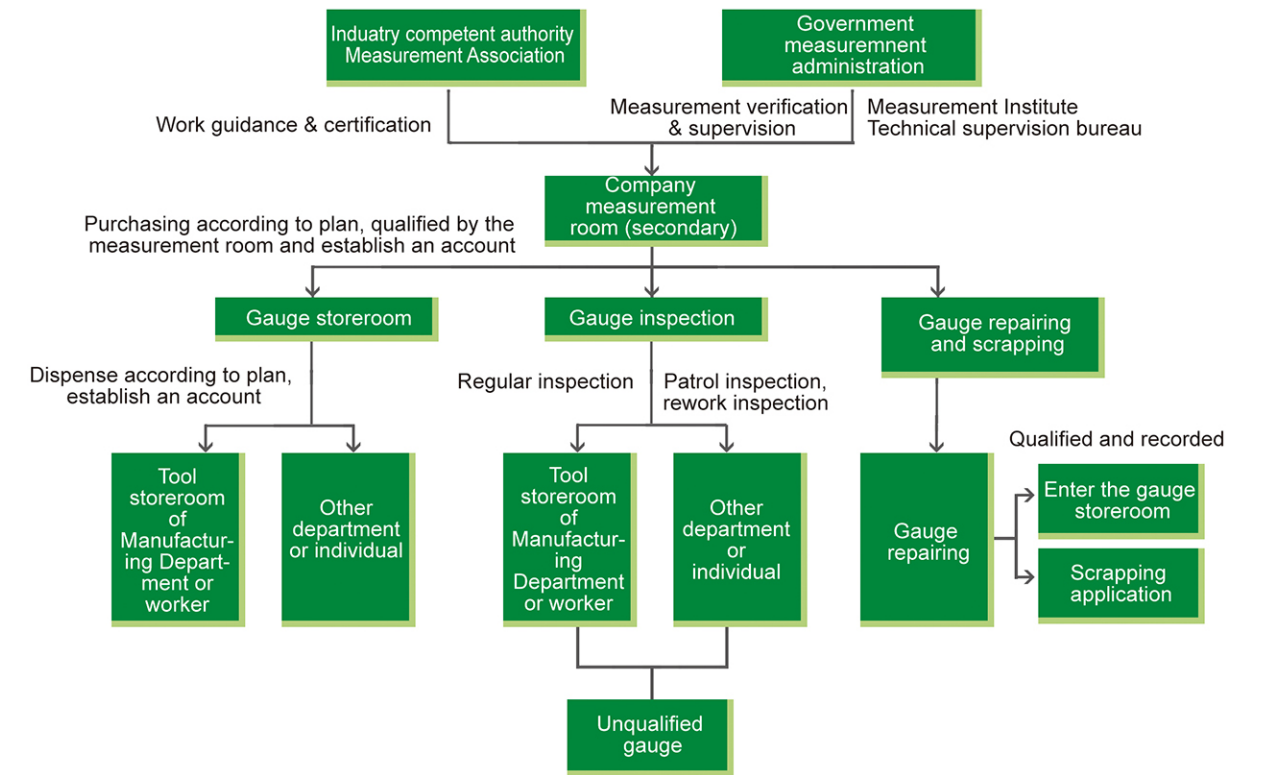 Induatry competent authority
Measurement Association
Government
measuremnent
administration
Work guidance & certification
Measurement verification
& supervision
Measurement Institute
Technical supervision bureau
Company
measurement
room (secondary)
Purchasing according to plan, qualified by the
measurement room and establish an account
Gauge storeroom
Gauge inspection
Gauge repairing
and scrapping
Dispense according to plan,
establish an account
Regular inspection
Patrol inspection,
rework inspection
Qualified and recorded
Tool
storeroom
of
Manufactur-
ing Depart-
ment or
worker
Other
department
or individual
Tool
storeroom
of
Manufactur-
ing
Department
or worker
Other
department
or
individual
Gauge
repairing
Enter the gauge
storeroom
Scrapping
application
Unqualified
gauge